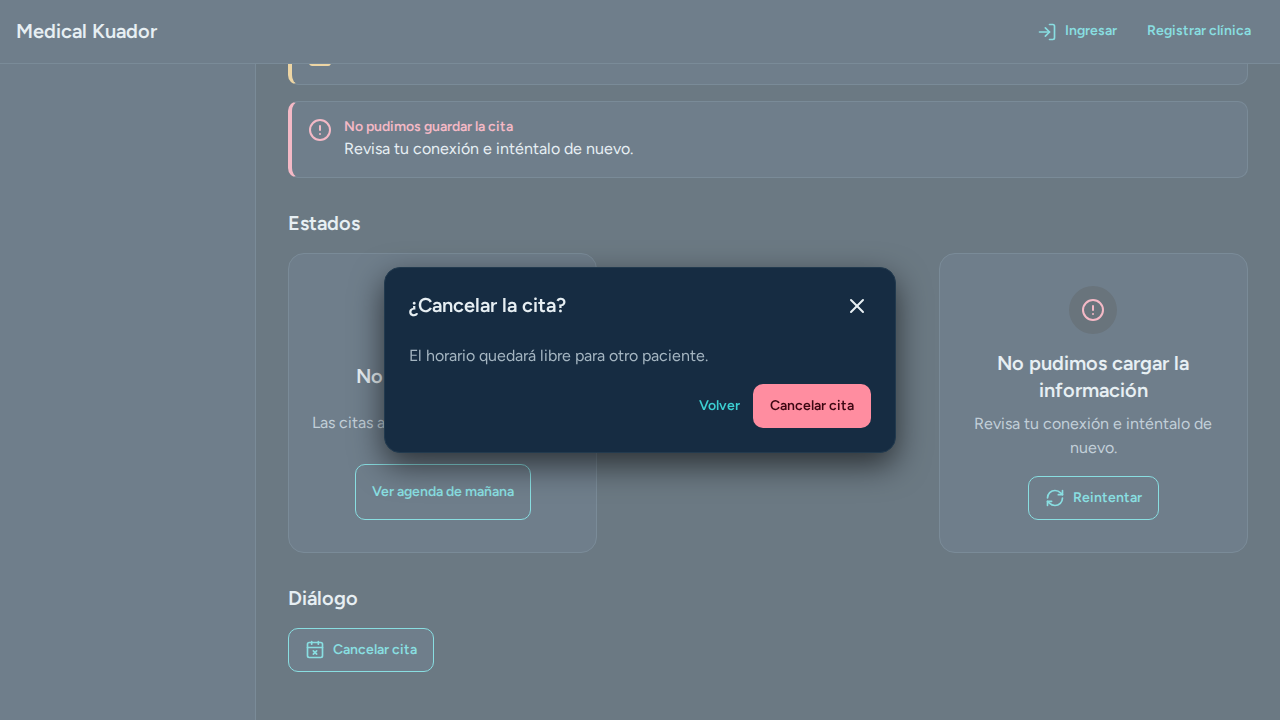 Medical Kuador
Ingresar
Registrar clínica
No pudimos guardar la cita
Revisa tu conexión e inténtalo de nuevo.
Estados
No
Las citas a
Ver agenda de mañana
¿Cancelar la cita?
El horario quedará libre para otro paciente.
Volver
Cancelar cita
No pudimos cargar la
información
Revisa tu conexión e inténtalo de
nuevo.
Reintentar
Diálogo
Cancelar cita